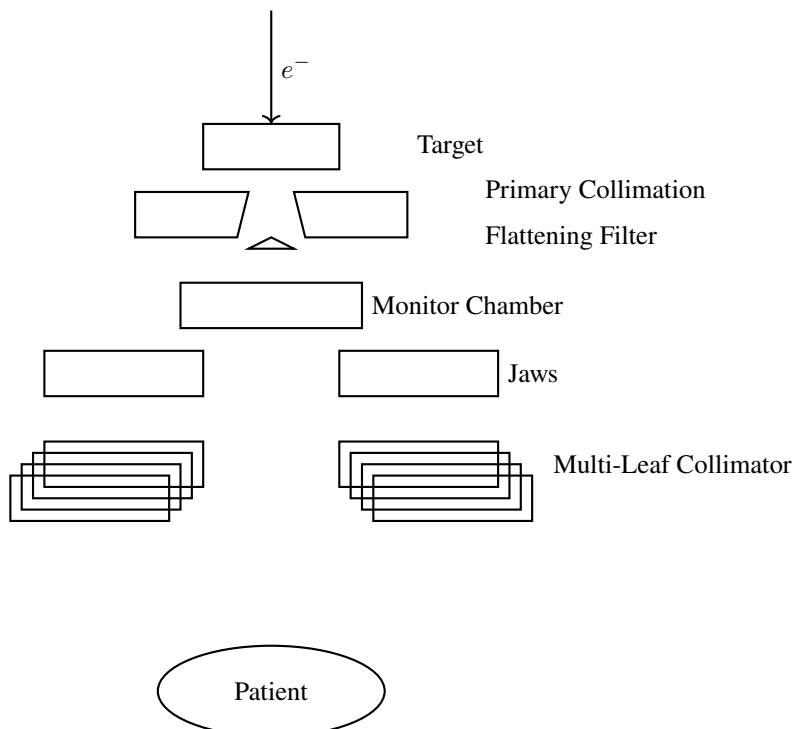 e⁻
Target
Primary Collimation
Flattening Filter
Monitor Chamber
Jaws
Multi-Leaf Collimator
Patient